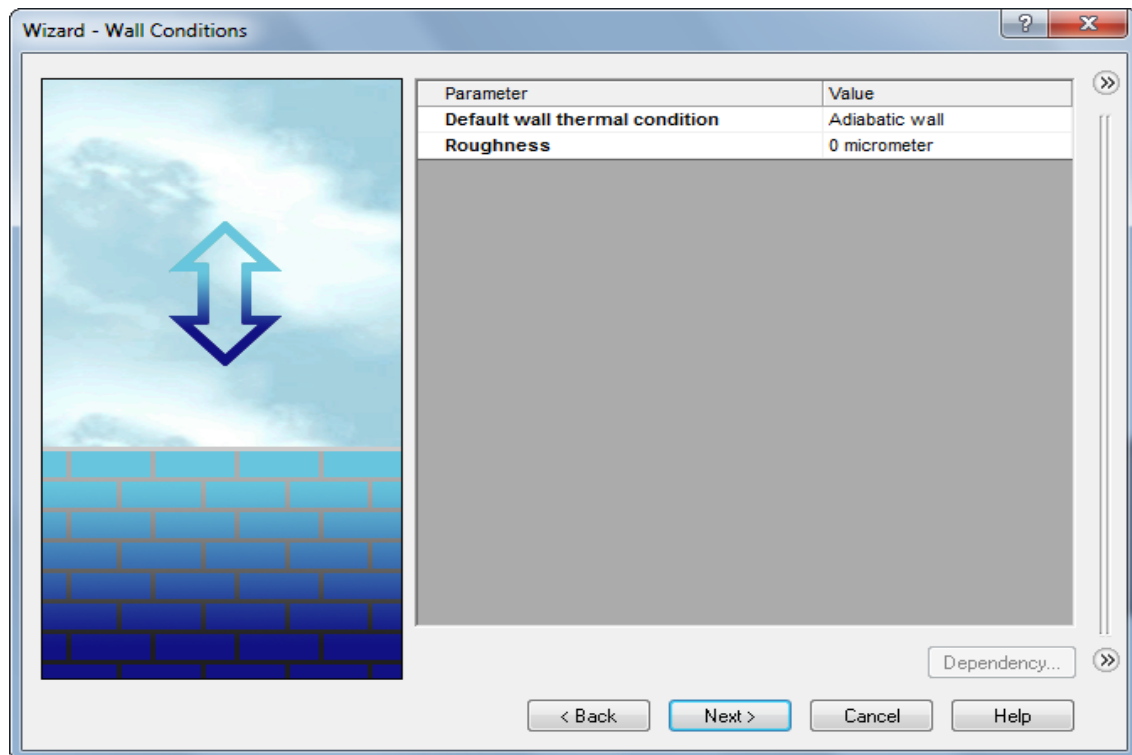 Wizard - Wall Conditions
Parameter Value
Default wall thermal condition Adiabatic wall
Roughness 0 micrometer
Dependency...
< Back Next > Cancel Help